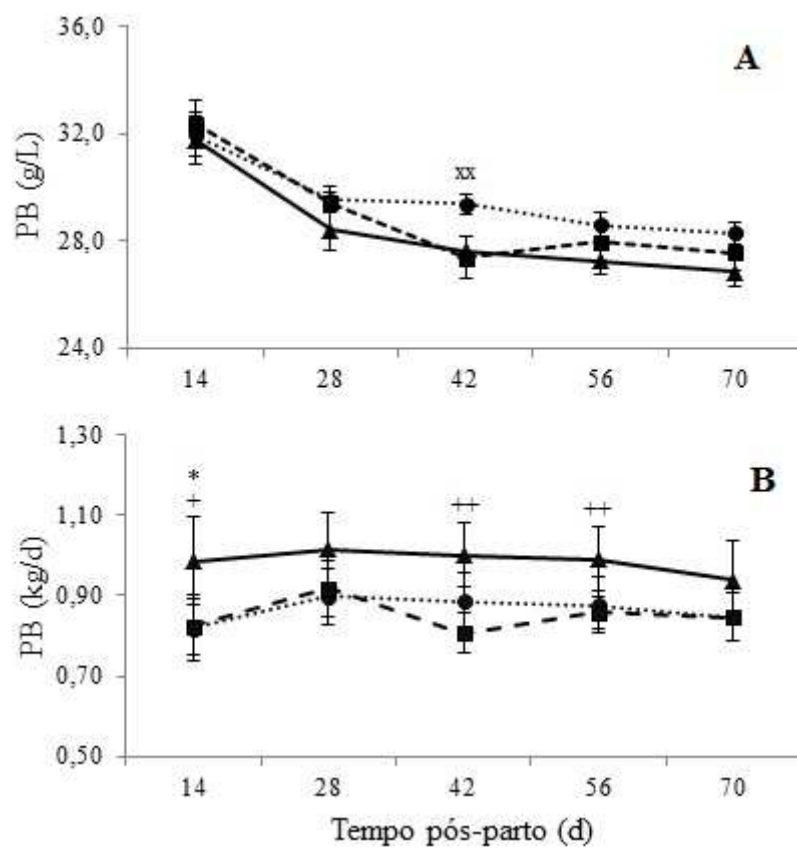 36,0
A
32,0
xx
PB (g/L)
28,0
24,0
14 28 42 56 70
1,30
B
*
+ ++ ++
1,10
PB (kg/d)
0,90
0,70
0,50
14 28 42 56 70
Tempo pós-parto (d)